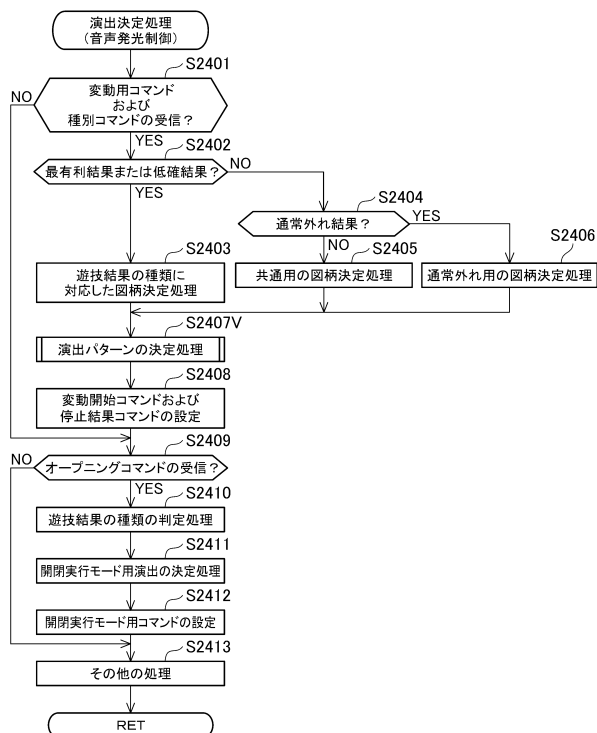 演出決定処理
(音声発光制御)
S2401
NO
変動用コマンド
および
種別コマンドの受信？
YES
S2402
最有利結果または低確結果？
NO
YES
S2404
通常外れ結果？
YES
NO
S2403
S2405
S2406
遊技結果の種類に
対応した図柄決定処理
共通用の図柄決定処理
通常外れ用の図柄決定処理
S2407V
演出パターンの決定処理
S2408
変動開始コマンドおよび
停止結果コマンドの設定
S2409
NO
オープニングコマンドの受信？
YES
S2410
遊技結果の種類の判定処理
S2411
開閉実行モード用演出の決定処理
S2412
開閉実行モード用コマンドの設定
S2413
その他の処理
RET